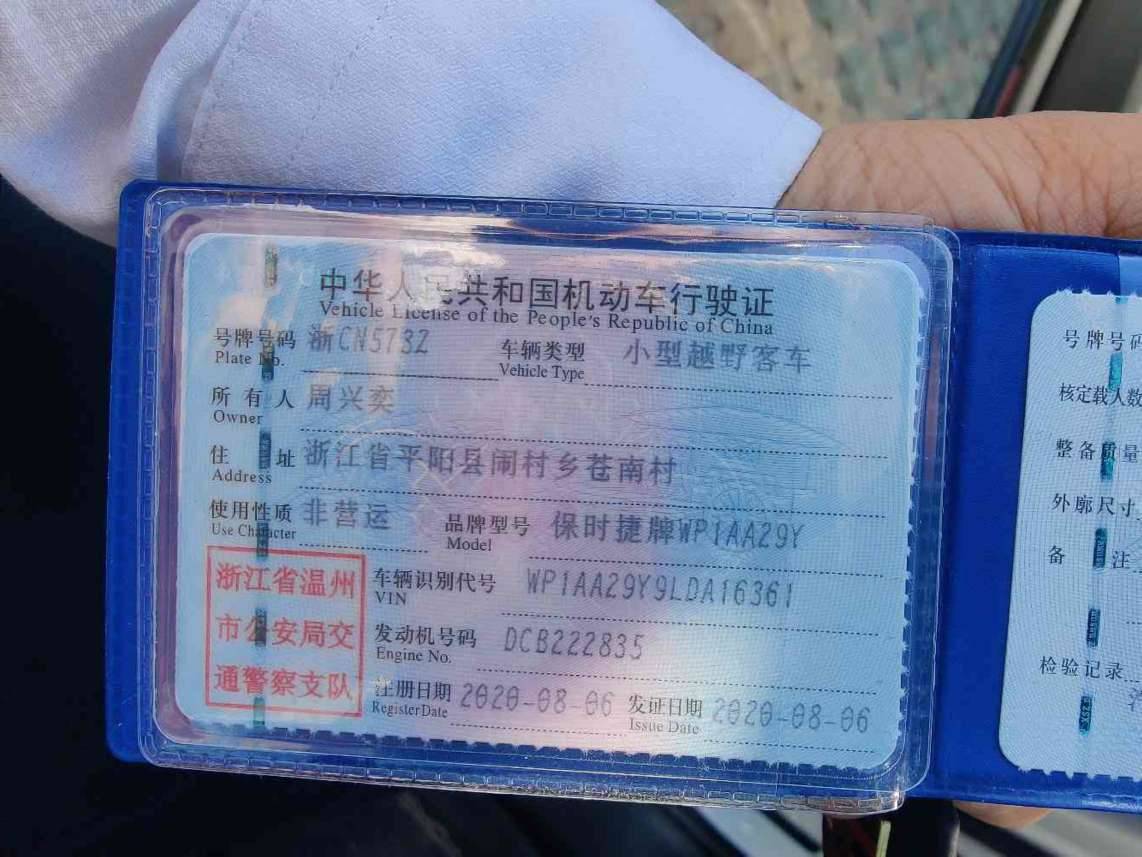 中华人民共和国机动车行驶证
Vehicle License of the People's Republic of China
号牌号码 浙CN573Z 车辆类型 小型越野客车
Plate No. Vehicle Type
所有人 周兴奕
Owner
住址 浙江省平阳县闹村乡苍南村
Address
使用性质 非营运 品牌型号 保时捷牌WP1AA29Y
Use Character Model
浙江省温州
市公安局交
通警察支队
车辆识别代号 WP1AA29Y9LDA16361
VIN
发动机号码 DCB222835
Engine No.
注册日期 2020-08-06 发证日期 2020-08-06
Register Date Issue Date
号牌号码
核定载人数
整备质量
外廓尺寸
备注
检验记录